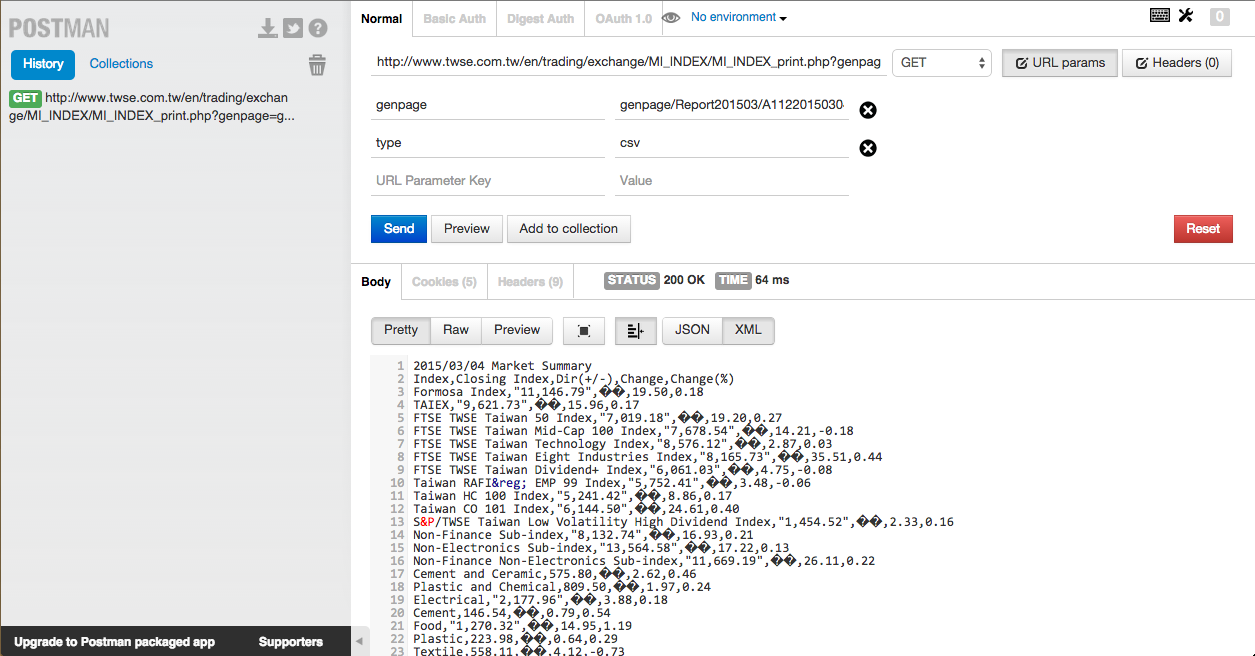 POSTMAN
History Collections
GET http://www.twse.com.tw/en/trading/exchan
ge/MI_INDEX/MI_INDEX_print.php?genpage=g...
Upgrade to Postman packaged app Supporters
Normal Basic Auth Digest Auth OAuth 1.0 No environment 0
http://www.twse.com.tw/en/trading/exchange/MI_INDEX/MI_INDEX_print.php?genpag GET URL params Headers (0)
genpage genpage/Report201503/A1122015030
type csv
URL Parameter Key Value
Send Preview Add to collection Reset
Body Cookies (5) Headers (9) STATUS 200 OK TIME 64 ms
Pretty Raw Preview JSON XML
1 2015/03/04 Market Summary
2 Index,Closing Index,Dir(+/-),Change,Change(%)
3 Formosa Index,"11,146.79",��,19.50,0.18
4 TAIEX,"9,621.73",��,15.96,0.17
5 FTSE TWSE Taiwan 50 Index,"7,019.18",��,19.20,0.27
6 FTSE TWSE Taiwan Mid-Cap 100 Index,"7,678.54",��,14.21,-0.18
7 FTSE TWSE Taiwan Technology Index,"8,576.12",��,2.87,0.03
8 FTSE TWSE Taiwan Eight Industries Index,"8,165.73",��,35.51,0.44
9 FTSE TWSE Taiwan Dividend+ Index,"6,061.03",��,4.75,-0.08
10 Taiwan RAFI&reg; EMP 99 Index,"5,752.41",��,3.48,-0.06
11 Taiwan HC 100 Index,"5,241.42",��,8.86,0.17
12 Taiwan CO 101 Index,"6,144.50",��,24.61,0.40
13 S&P/TWSE Taiwan Low Volatility High Dividend Index,"1,454.52",��,2.33,0.16
14 Non-Finance Sub-index,"8,132.74",��,16.93,0.21
15 Non-Electronics Sub-index,"13,564.58",��,17.22,0.13
16 Non-Finance Non-Electronics Sub-index,"11,669.19",��,26.11,0.22
17 Cement and Ceramic,575.80,��,2.62,0.46
18 Plastic and Chemical,809.50,��,1.97,0.24
19 Electrical,"2,177.96",��,3.88,0.18
20 Cement,146.54,��,0.79,0.54
21 Food,"1,270.32",��,14.95,1.19
22 Plastic,223.98,��,0.64,0.29
23 Textile,558.11,��,4.12,-0.73